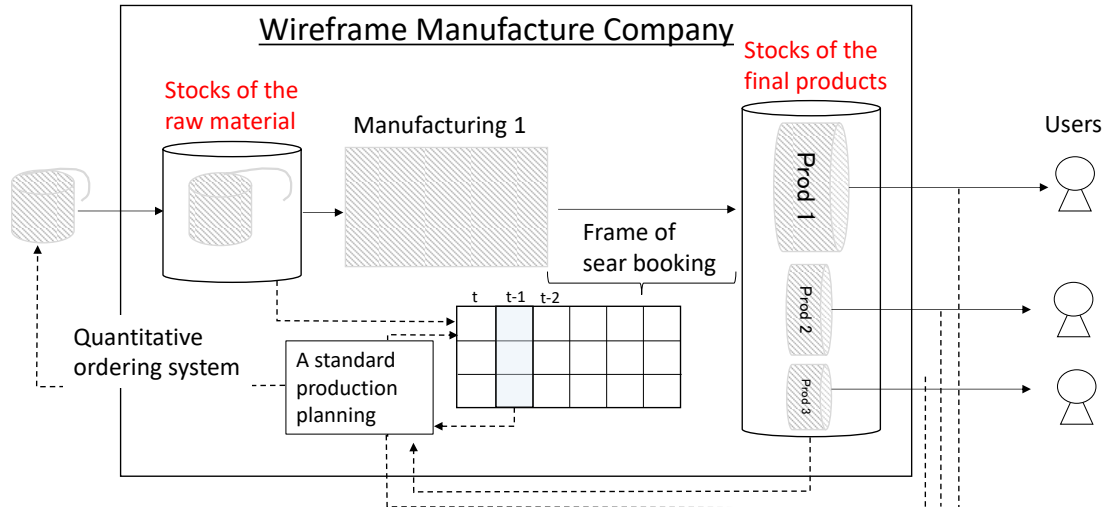 Wireframe Manufacture Company
Stocks of the
raw material
Manufacturing 1
Stocks of the
final products
Users
Prod 1
Frame of
sear booking
Prod 2
t
t-1
t-2
Quantitative
ordering system
A standard
production
planning
Prod 3